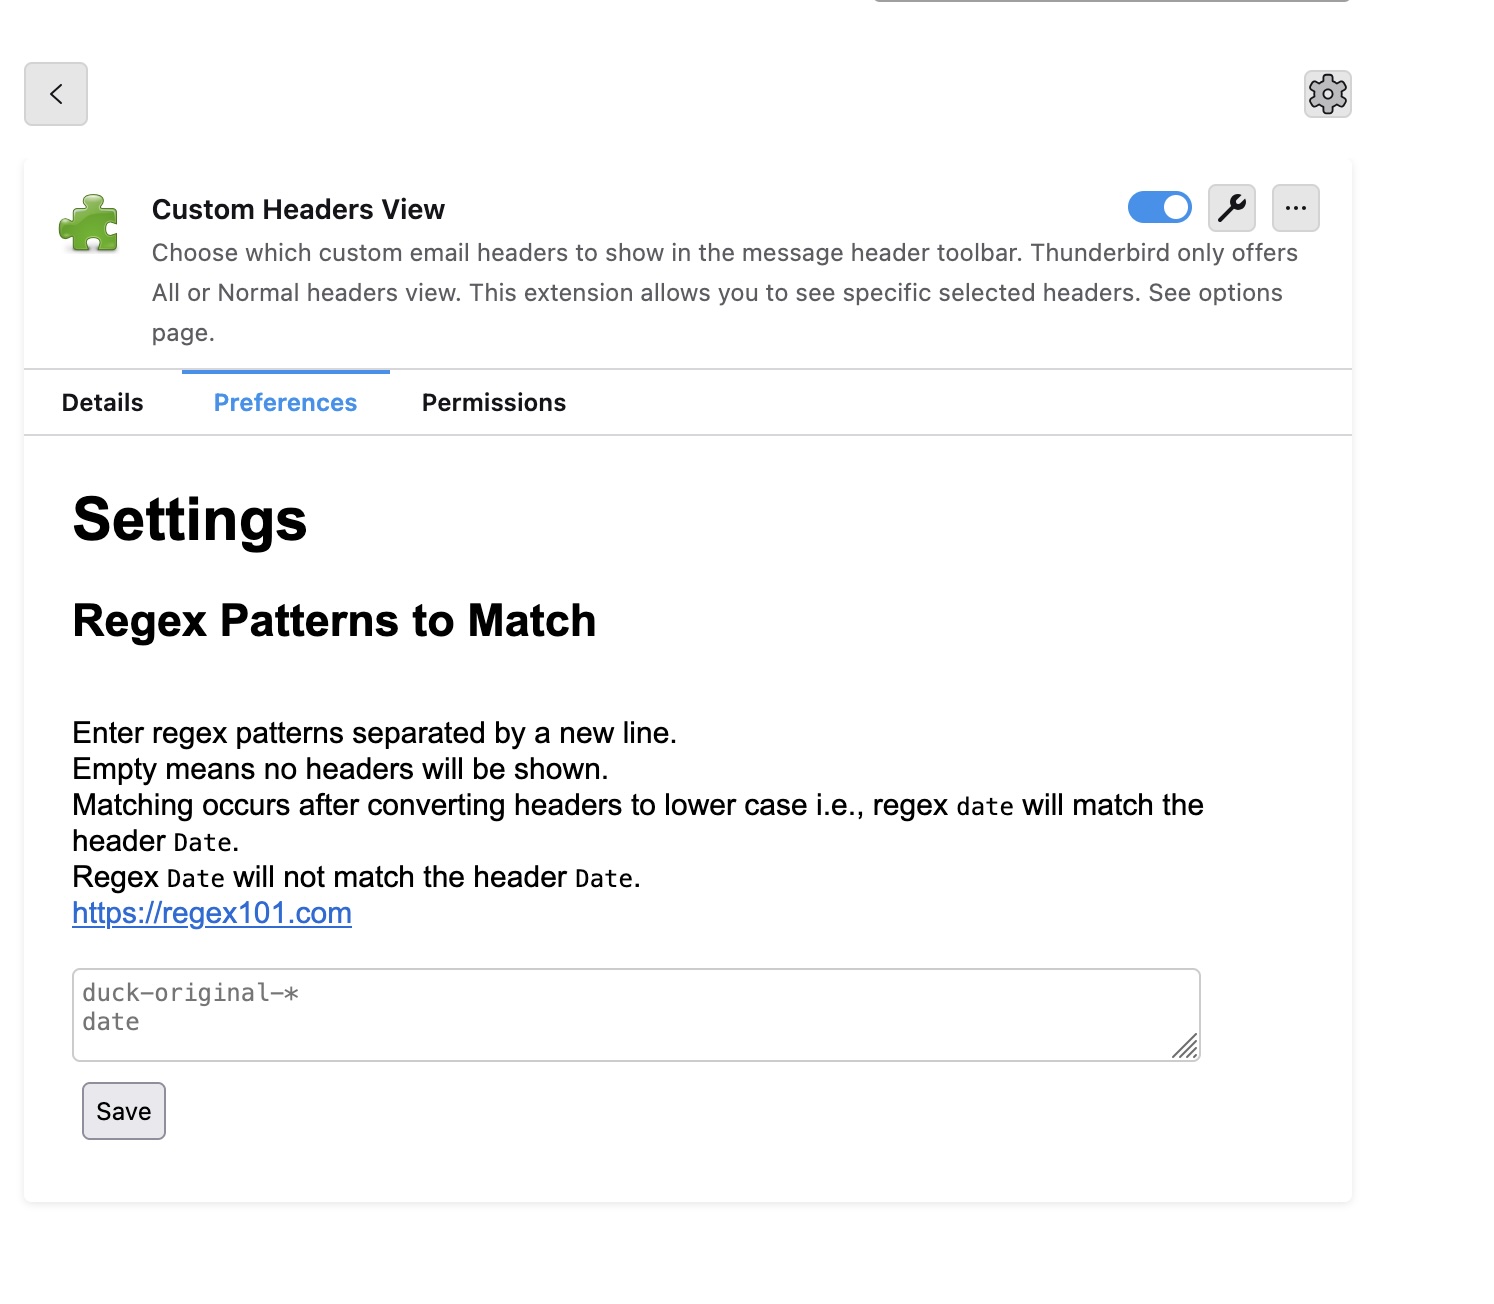 Custom Headers View
Choose which custom email headers to show in the message header toolbar. Thunderbird only offers
All or Normal headers view. This extension allows you to see specific selected headers. See options
page.
Details Preferences Permissions
Settings
Regex Patterns to Match
Enter regex patterns separated by a new line.
Empty means no headers will be shown.
Matching occurs after converting headers to lower case i.e., regex date will match the
header Date.
Regex Date will not match the header Date.
https://regex101.com
duck-original-*
date
Save